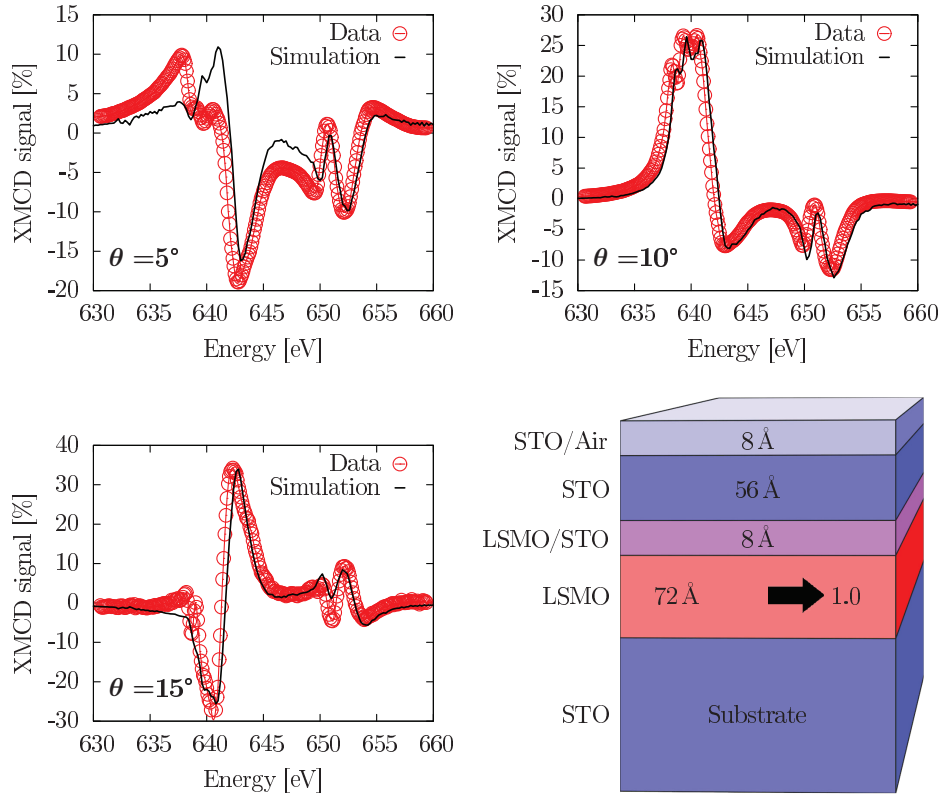 XMCD signal [%]
15
10
5
0
-5
-10
-15
-20
Data
Simulation
θ =5°
630 635 640 645 650 655 660
Energy [eV]
XMCD signal [%]
30
25
20
15
10
5
0
-5
-10
-15
Data
Simulation
θ =10°
630 635 640 645 650 655 660
Energy [eV]
XMCD signal [%]
40
30
20
10
0
-10
-20
-30
Data
Simulation
θ =15°
630 635 640 645 650 655 660
Energy [eV]
STO/Air 8 Å
STO 56 Å
LSMO/STO 8 Å
LSMO 72 Å 1.0
STO Substrate